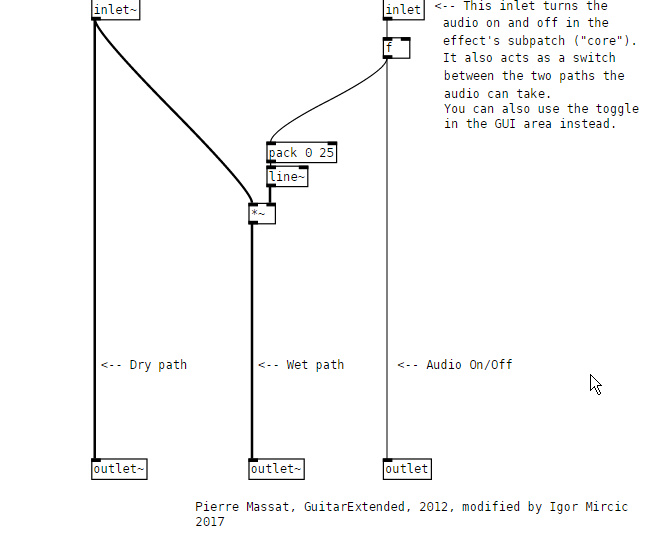 inlet~
inlet
<-- This inlet turns the
audio on and off in the
effect's subpatch ("core").
It also acts as a switch
between the two paths the
audio can take.
You can also use the toggle
in the GUI area instead.
f
pack 0 25
line~
*~
<-- Dry path
<-- Wet path
<-- Audio On/Off
outlet~
outlet~
outlet
Pierre Massat, GuitarExtended, 2012, modified by Igor Mircic
2017